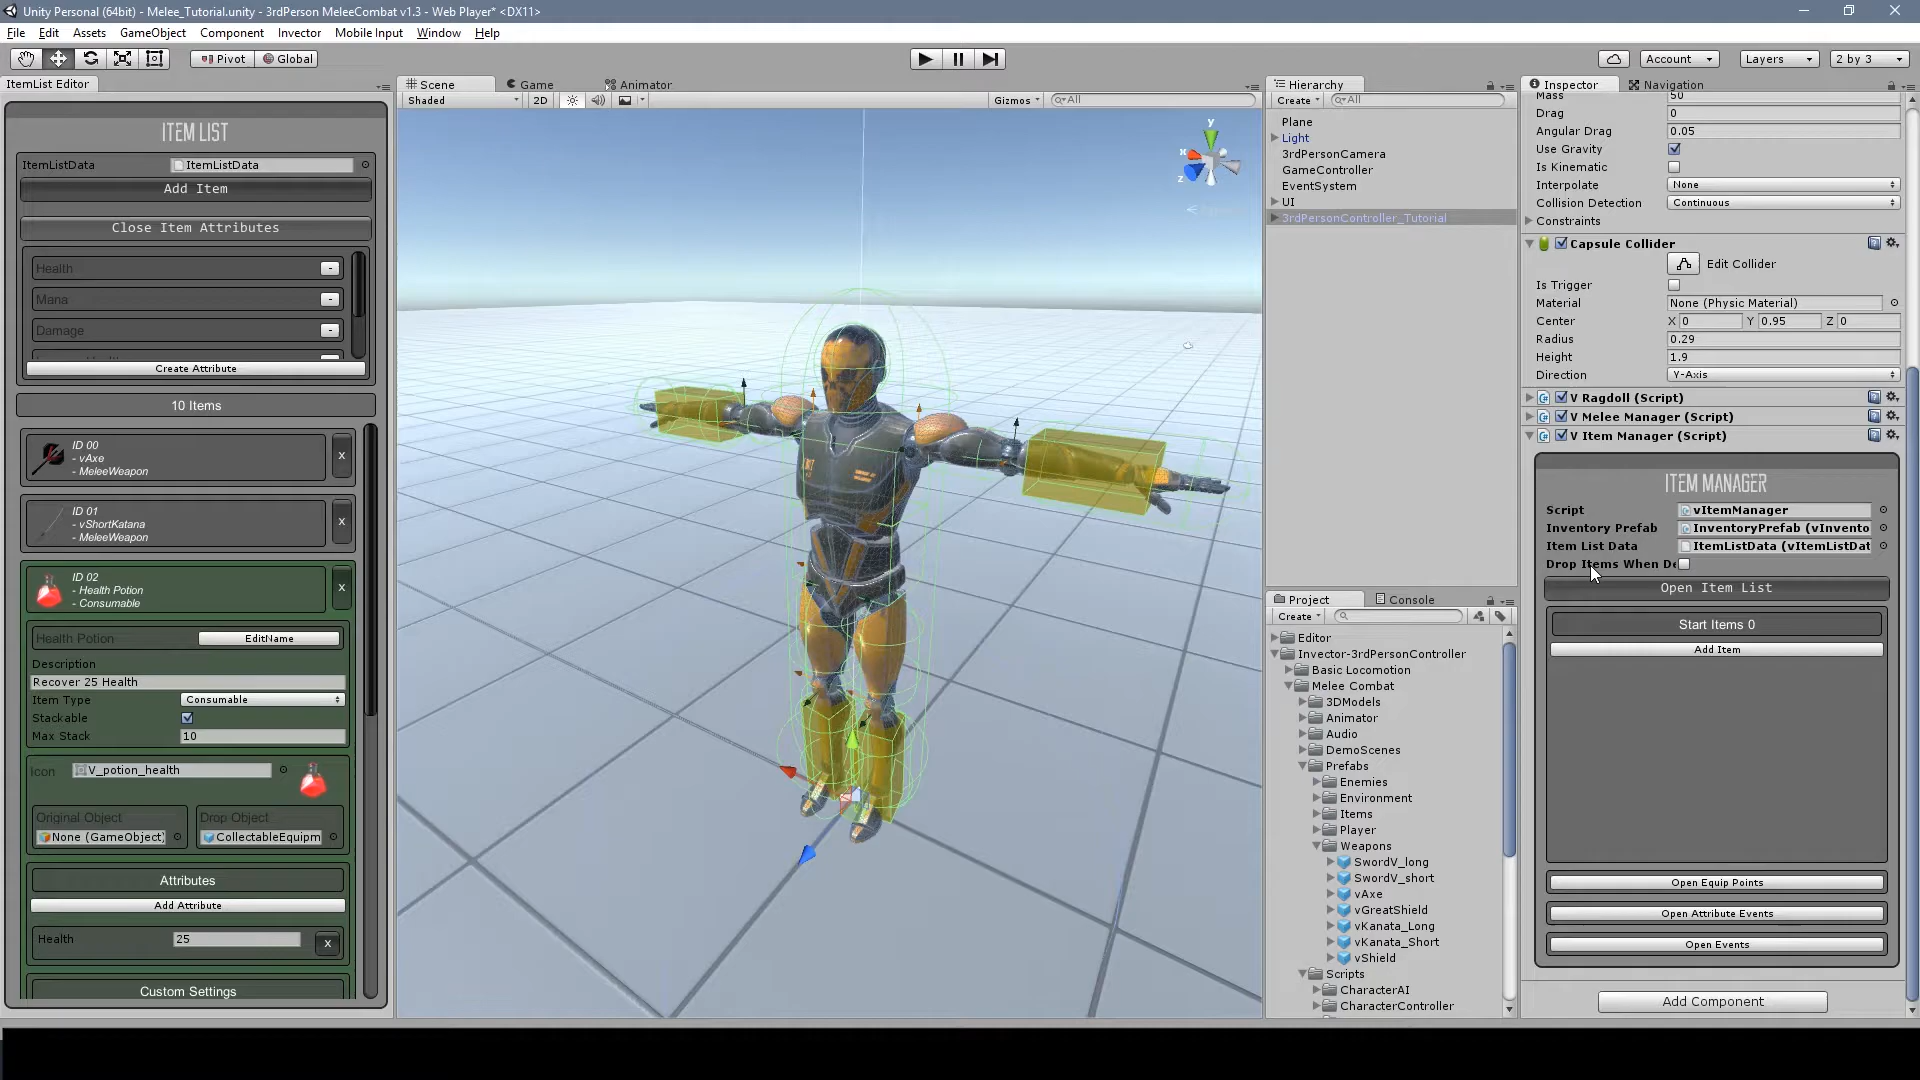 Unity Personal (64bit) - Melee_Tutorial.unity - 3rdPerson MeleeCombat v1.3 - Web Player* <DX11>
File Edit Assets GameObject Component Invector Mobile Input Window Help
Pivot Global Account Layers 2 by 3
ItemList Editor
ITEM LIST
ItemListData ItemListData
Add Item
Close Item Attributes
Health -
Mana -
Damage -
Create Attribute
10 Items
ID 00
- vAxe
- MeleeWeapon
x
ID 01
- vShortKatana
- MeleeWeapon
x
ID 02
- Health Potion
- Consumable
x
Health Potion EditName
Description
Recover 25 Health
Item Type Consumable
Stackable
Max Stack 10
Icon V_potion_health
Original Object Drop Object
None (GameObject) CollectableEquipm
Attributes
Add Attribute
Health 25 x
Custom Settings
Scene Game Animator
Shaded 2D Gizmos All
y
x
z
Hierarchy
Create All
Plane
Light
3rdPersonCamera
GameController
EventSystem
UI
3rdPersonController_Tutorial
Project Console
Create
Editor
Invector-3rdPersonController
Basic Locomotion
Melee Combat
3DModels
Animator
Audio
DemoScenes
Prefabs
Enemies
Environment
Items
Player
Weapons
SwordV_long
SwordV_short
vAxe
vGreatShield
vKanata_Long
vKanata_Short
vShield
Scripts
CharacterAI
CharacterController
Inspector Navigation
Mass 50
Drag 0
Angular Drag 0.05
Use Gravity
Is Kinematic
Interpolate None
Collision Detection Continuous
Constraints
Capsule Collider
Edit Collider
Is Trigger
Material None (Physic Material)
Center X 0 Y 0.95 Z 0
Radius 0.29
Height 1.9
Direction Y-Axis
V Ragdoll (Script)
V Melee Manager (Script)
V Item Manager (Script)
ITEM MANAGER
Script vItemManager
Inventory Prefab InventoryPrefab (vInvento
Item List Data ItemListData (vItemListDat
Drop Items When De
Open Item List
Start Items 0
Add Item
Open Equip Points
Open Attribute Events
Open Events
Add Component